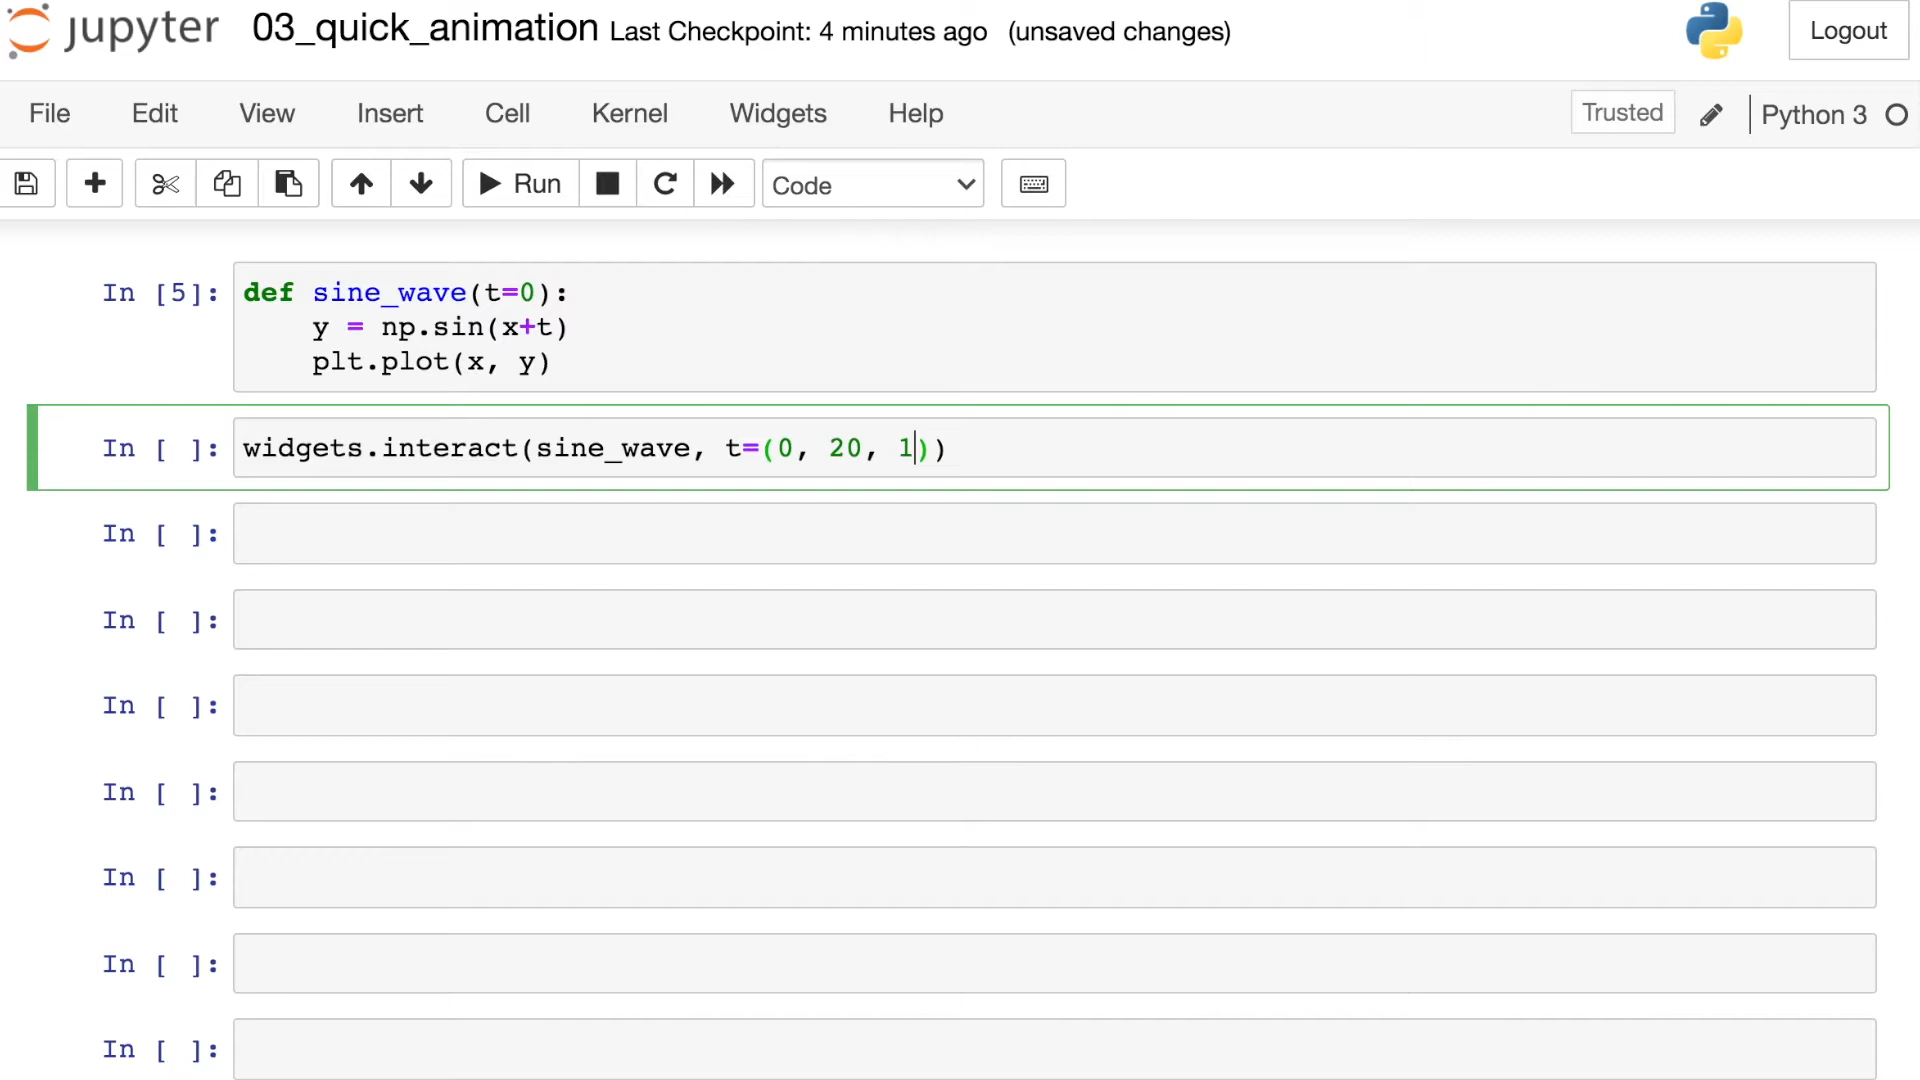 jupyter 03_quick_animation Last Checkpoint: 4 minutes ago (unsaved changes) Logout
File Edit View Insert Cell Kernel Widgets Help Trusted Python 3
Run Code
In [5]: def sine_wave(t=0):
y = np.sin(x+t)
plt.plot(x, y)
In [ ]: widgets.interact(sine_wave, t=(0, 20, 1))
In [ ]:
In [ ]:
In [ ]:
In [ ]:
In [ ]:
In [ ]:
In [ ]: